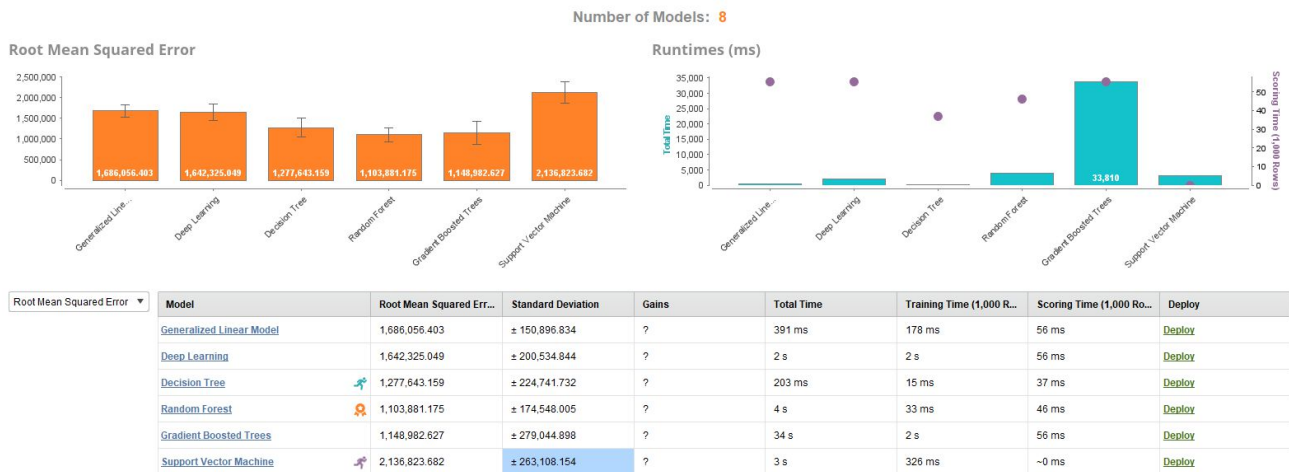 Number of Models: 8
Root Mean Squared Error
2,500,000
2,000,000
1,500,000
1,000,000
500,000
0
1,686,056.403
1,642,325.049
1,277,643.159
1,103,881.175
1,148,982.627
2,136,823.682
Generalized Line...
Deep Learning
Decision Tree
Random Forest
Gradient Boosted Trees
Support Vector Machine
Runtimes (ms)
Total Time
35,000
30,000
25,000
20,000
15,000
10,000
5,000
0
33,810
50
40
30
20
10
0
Scoring Time (1,000 Rows)
Generalized Line...
Deep Learning
Decision Tree
Random Forest
Gradient Boosted Trees
Support Vector Machine
Root Mean Squared Error
Model Root Mean Squared Err... Standard Deviation Gains Total Time Training Time (1,000 R... Scoring Time (1,000 Ro... Deploy
Generalized Linear Model 1,686,056.403 ± 150,896.834 ? 391 ms 178 ms 56 ms Deploy
Deep Learning 1,642,325.049 ± 200,534.844 ? 2 s 2 s 56 ms Deploy
Decision Tree 1,277,643.159 ± 224,741.732 ? 203 ms 15 ms 37 ms Deploy
Random Forest 1,103,881.175 ± 174,548.005 ? 4 s 33 ms 46 ms Deploy
Gradient Boosted Trees 1,148,982.627 ± 279,044.898 ? 34 s 2 s 56 ms Deploy
Support Vector Machine 2,136,823.682 ± 263,108.154 ? 3 s 326 ms ~0 ms Deploy